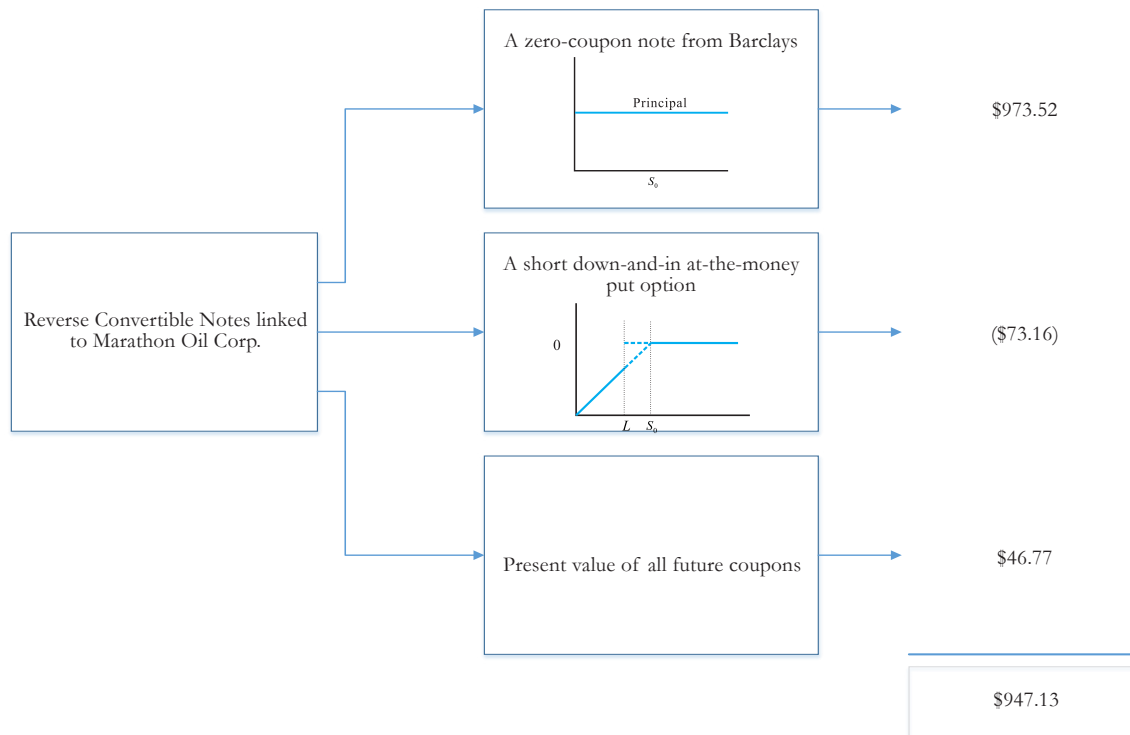 A zero-coupon note from Barclays
Principal
S₀
$973.52
Reverse Convertible Notes linked
to Marathon Oil Corp.
A short down-and-in at-the-money
put option
0
L S₀
($73.16)
Present value of all future coupons
$46.77
$947.13